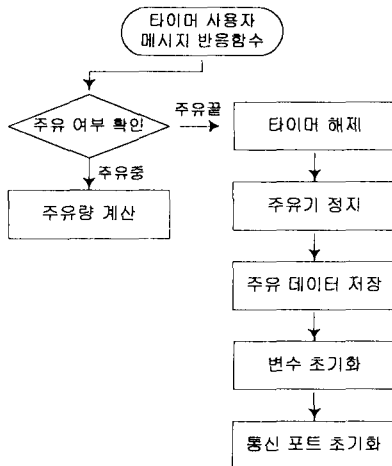 타이머 사용자
메시지 반응함수
주유 여부 확인
주유끝
주유중
주유량 계산
타이머 해제
주유기 정지
주유 데이터 저장
변수 초기화
통신 포트 초기화